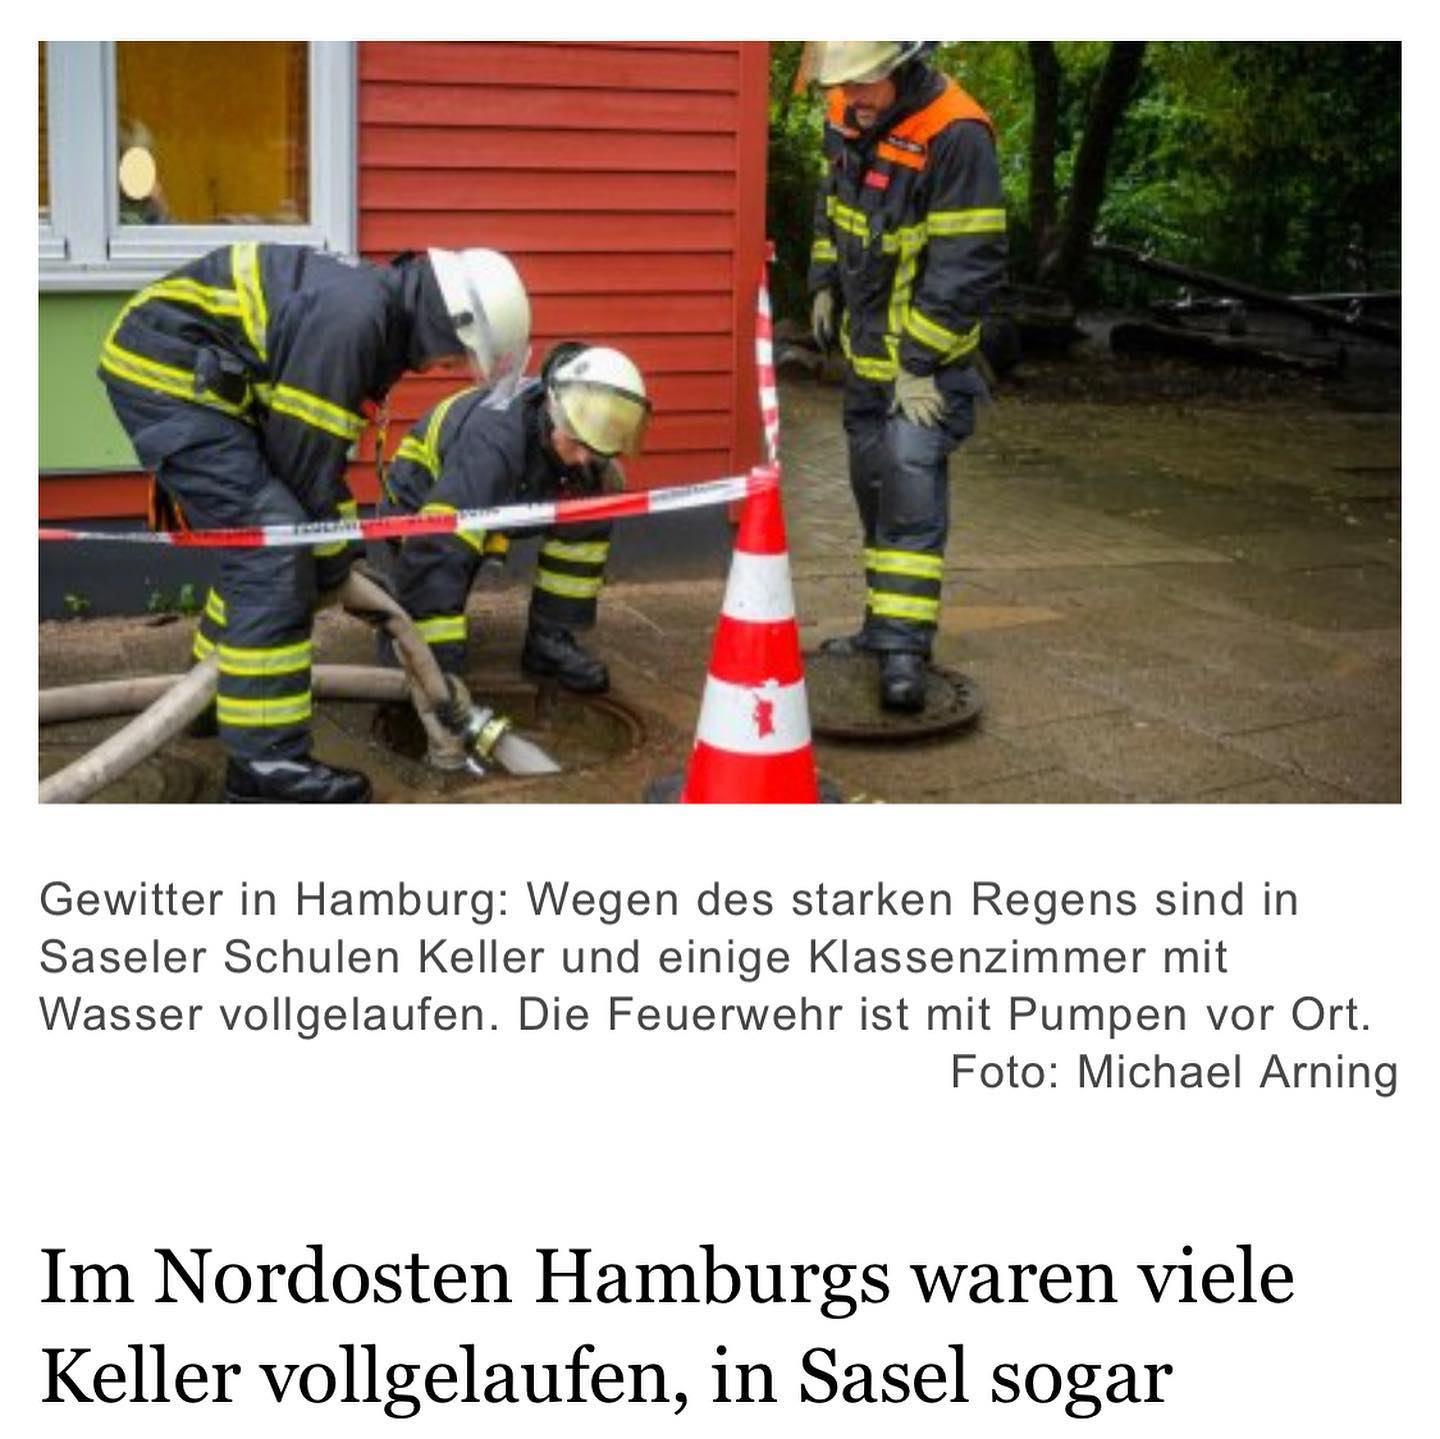 Gewitter in Hamburg: Wegen des starken Regens sind in
Saseler Schulen Keller und einige Klassenzimmer mit
Wasser vollgelaufen. Die Feuerwehr ist mit Pumpen vor Ort.
Foto: Michael Arning
Im Nordosten Hamburgs waren viele
Keller vollgelaufen, in Sasel sogar